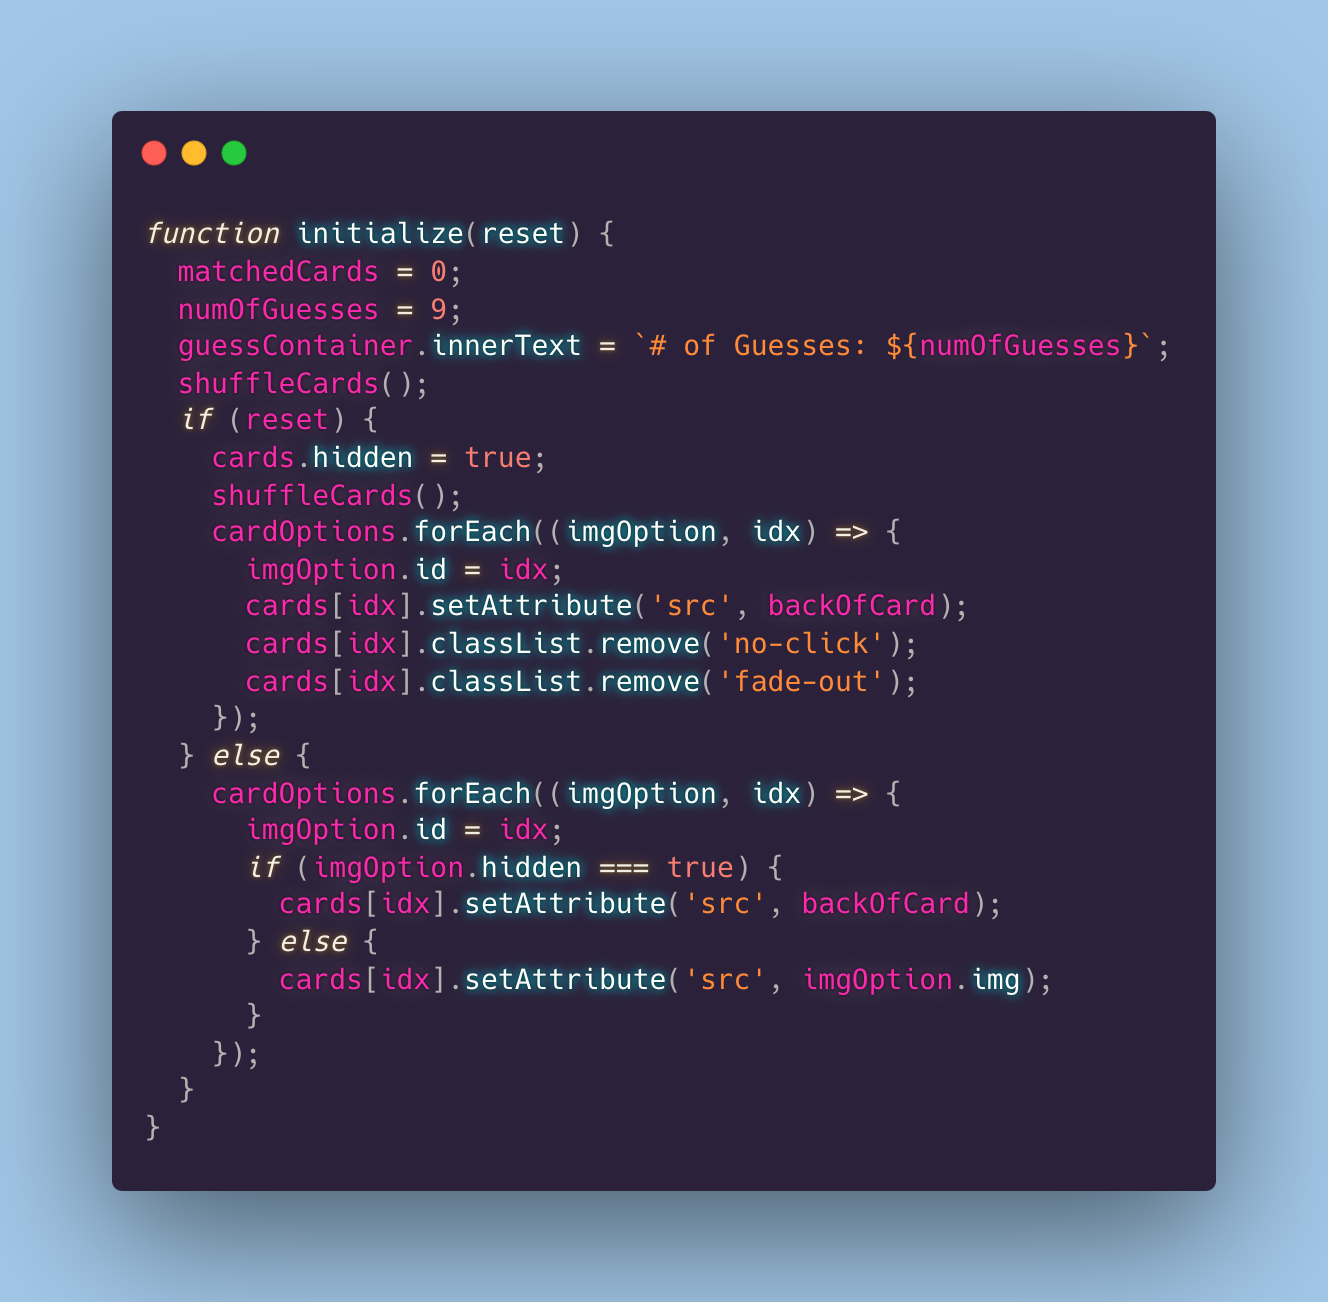 function initialize(reset) {
  matchedCards = 0;
  numOfGuesses = 9;
  guessContainer.innerText = `# of Guesses: ${numOfGuesses}`;
  shuffleCards();
  if (reset) {
    cards.hidden = true;
    shuffleCards();
    cardOptions.forEach((imgOption, idx) => {
      imgOption.id = idx;
      cards[idx].setAttribute('src', backOfCard);
      cards[idx].classList.remove('no-click');
      cards[idx].classList.remove('fade-out');
    });
  } else {
    cardOptions.forEach((imgOption, idx) => {
      imgOption.id = idx;
      if (imgOption.hidden === true) {
        cards[idx].setAttribute('src', backOfCard);
      } else {
        cards[idx].setAttribute('src', imgOption.img);
      }
    });
  }
}